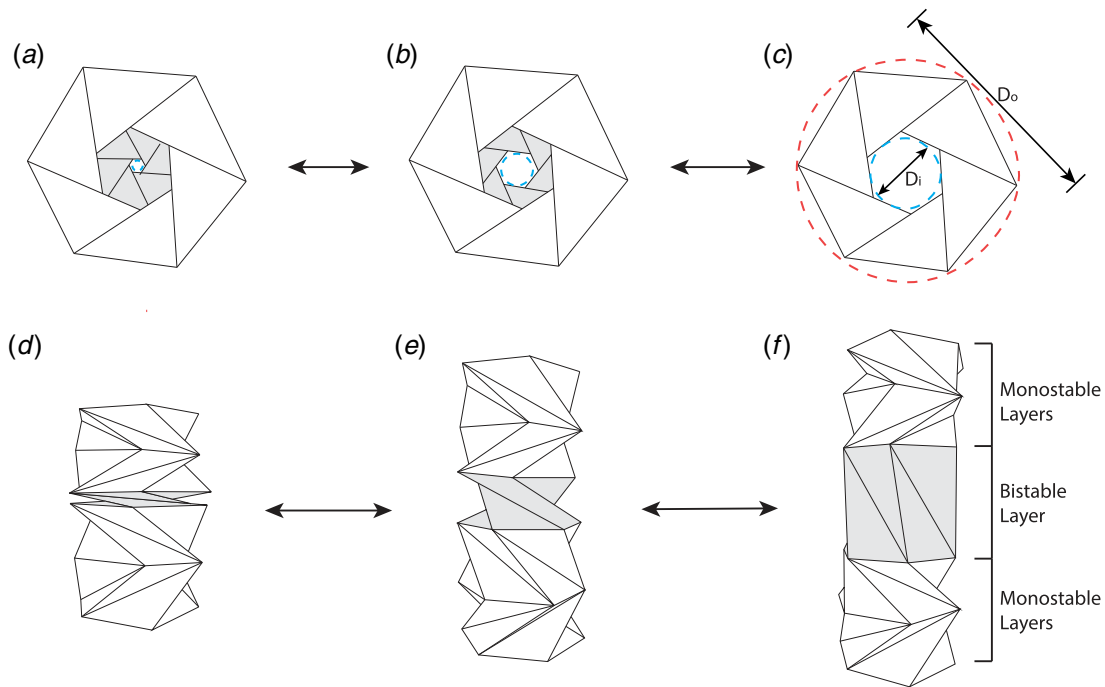 (a)
(b)
(c)
Do
Di
(d)
(e)
(f)
Monostable
Layers
Bistable
Layer
Monostable
Layers